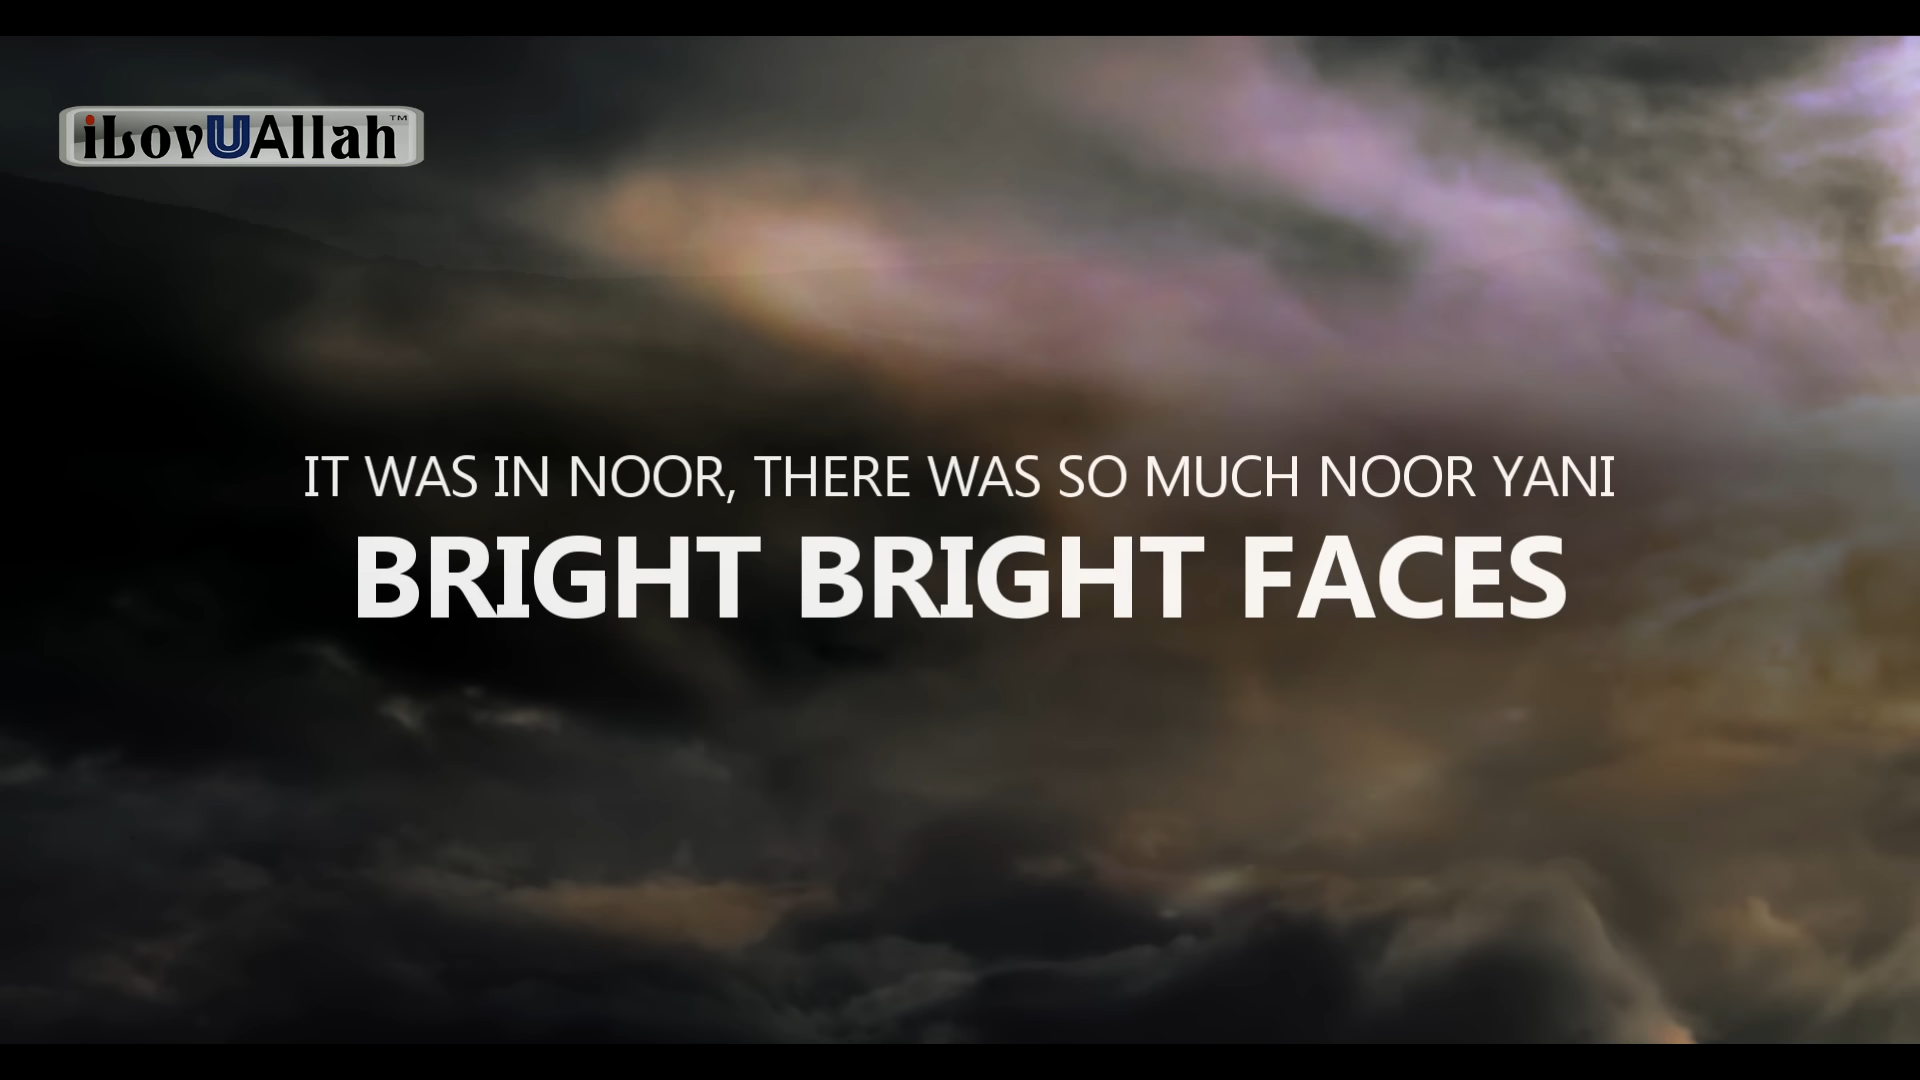 iLovUAllah™
IT WAS IN NOOR, THERE WAS SO MUCH NOOR YANI
BRIGHT BRIGHT FACES